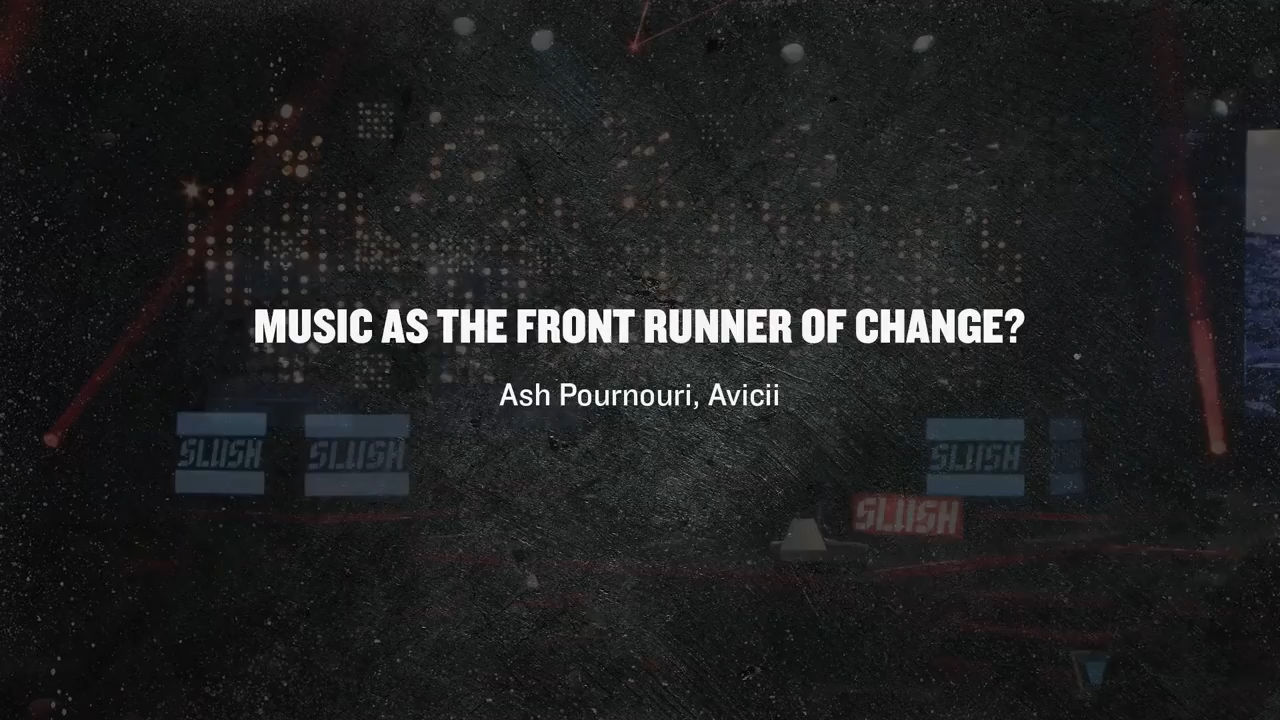 MUSIC AS THE FRONT RUNNER OF CHANGE?
Ash Pournouri, Avicii
SLUSH
SLUSH
SLUSH
SLUSH